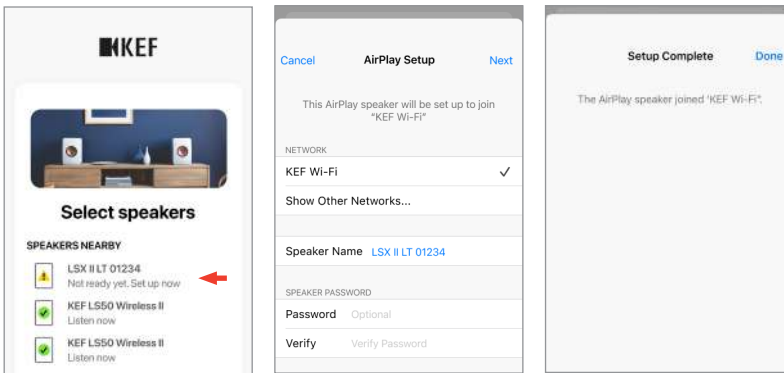 KEF
Select speakers
SPEAKERS NEARBY
LSX II LT 01234
Not ready yet. Set up now
KEF LS50 Wireless II
Listen now
KEF LS50 Wireless II
Listen now
Cancel AirPlay Setup Next
This AirPlay speaker will be set up to join
“KEF Wi-Fi”
NETWORK
KEF Wi-Fi
Show Other Networks...
Speaker Name LSX II LT 01234
SPEAKER PASSWORD
Password Optional
Verify Verify Password
Setup Complete Done
The AirPlay speaker joined 'KEF Wi-Fi".